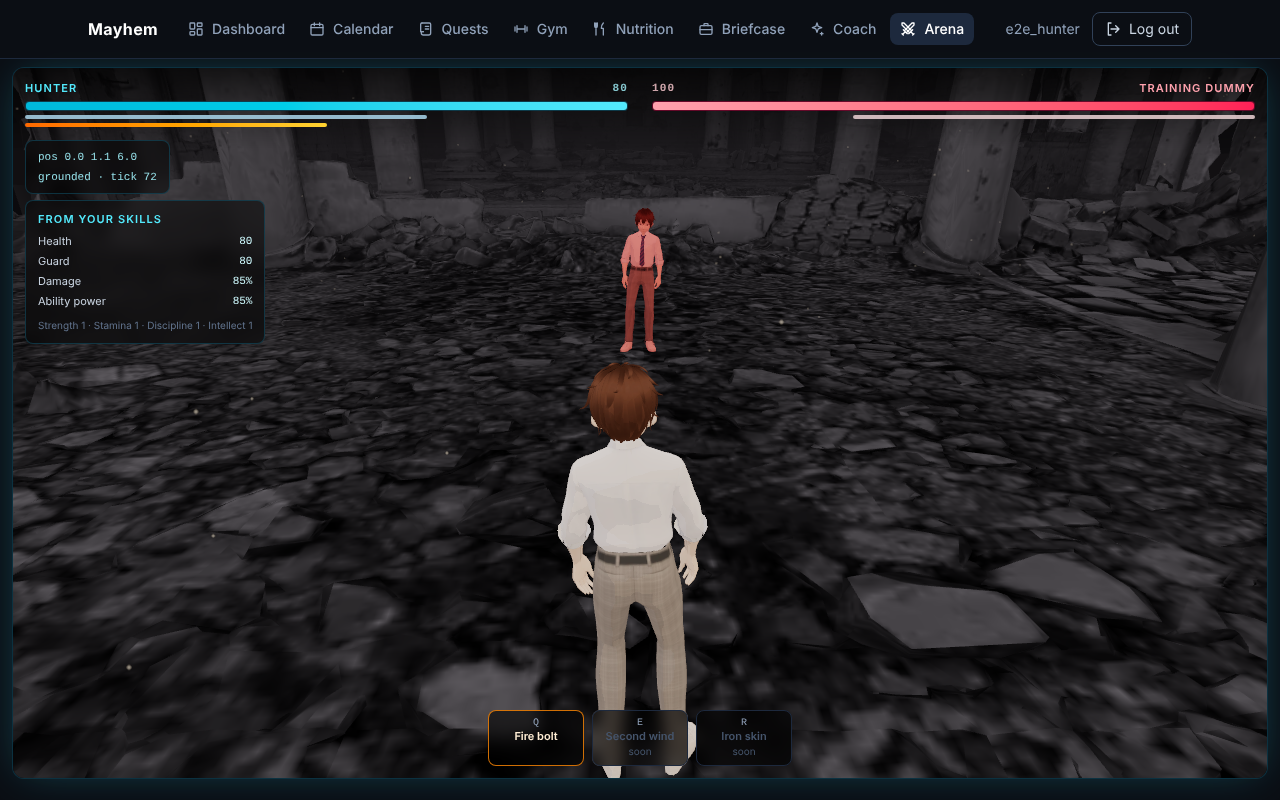 Mayhem
Dashboard
Calendar
Quests
Gym
Nutrition
Briefcase
Coach
Arena
e2e_hunter
Log out
HUNTER
80
100
TRAINING DUMMY
pos 0.0 1.1 6.0
grounded · tick 72
FROM YOUR SKILLS
Health 80
Guard 80
Damage 85%
Ability power 85%
Strength 1 · Stamina 1 · Discipline 1 · Intellect 1
Q
Fire bolt
E
Second wind
soon
R
Iron skin
soon